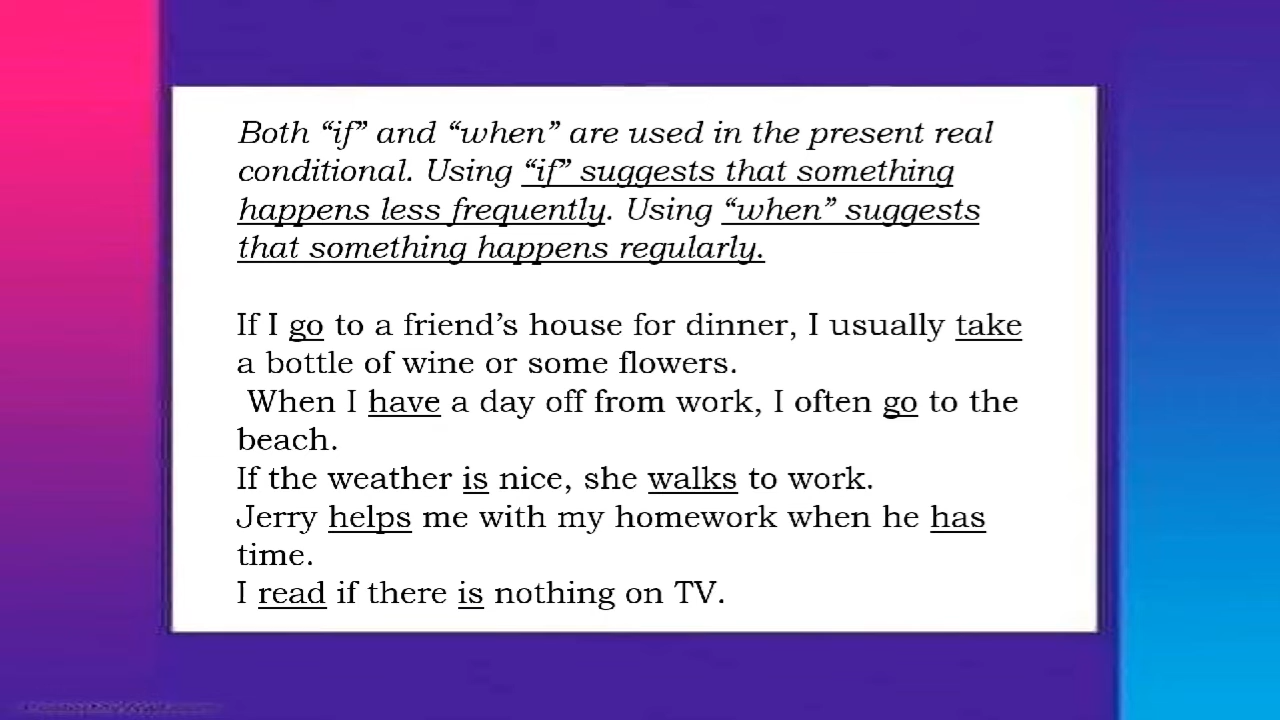 Both “if” and “when” are used in the present real
conditional. Using “if” suggests that something
happens less frequently. Using “when” suggests
that something happens regularly.
If I go to a friend’s house for dinner, I usually take
a bottle of wine or some flowers.
When I have a day off from work, I often go to the
beach.
If the weather is nice, she walks to work.
Jerry helps me with my homework when he has
time.
I read if there is nothing on TV.